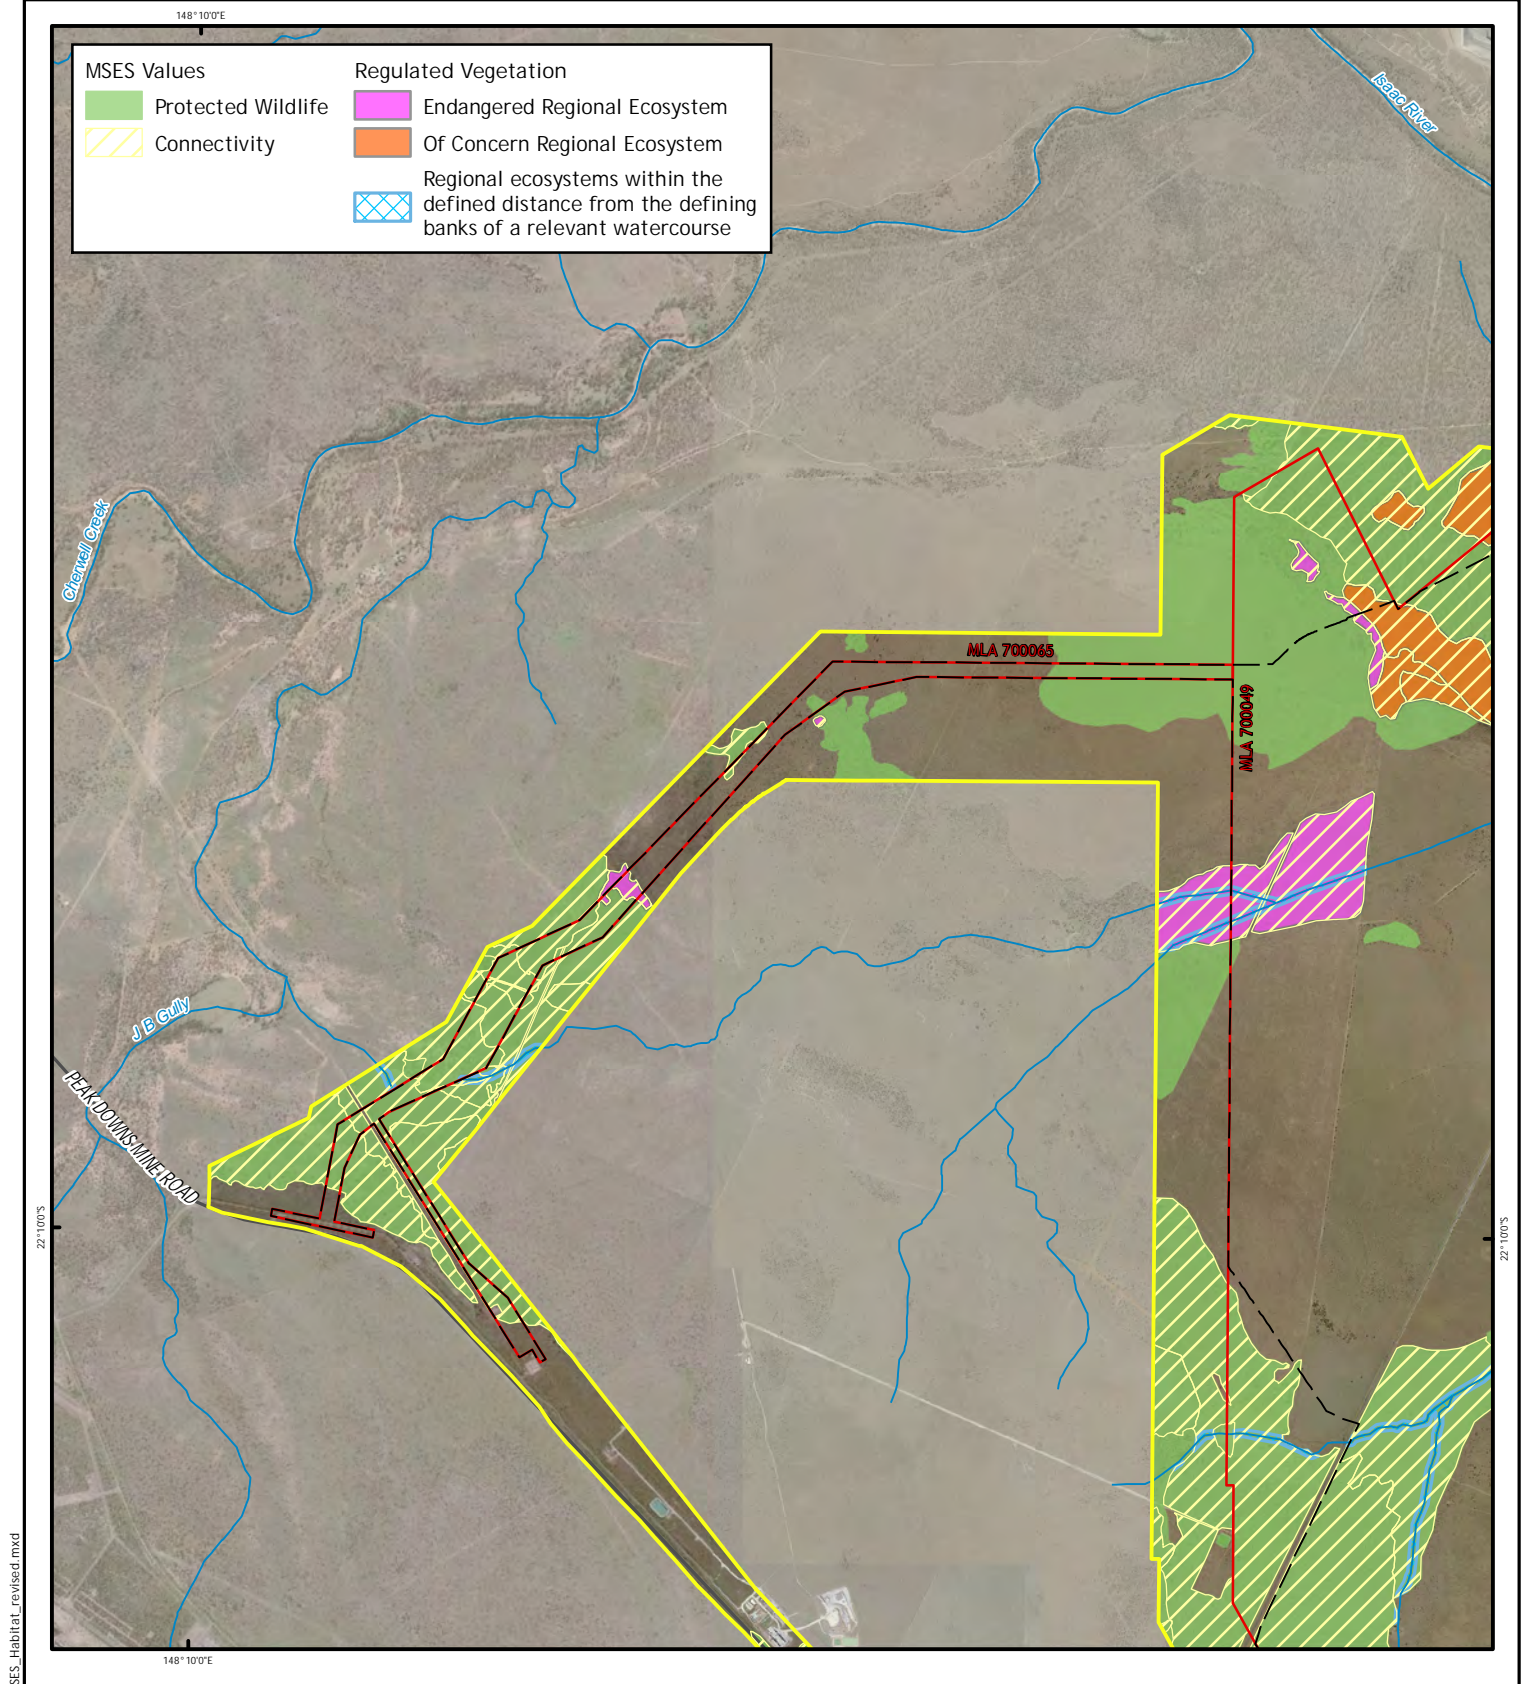 148°10'0"E
MSES Values
Protected Wildlife
Connectivity
Regulated Vegetation
Endangered Regional Ecosystem
Of Concern Regional Ecosystem
Regional ecosystems within the
defined distance from the defining
banks of a relevant watercourse
Isaac River
Cherwell Creek
MLA 700065
MLA 700049
J B Gully
PEAK DOWNS MINE ROAD
22°10'0"S
22°10'0"S
148°10'0"E
SES_Habitat_revised.mxd